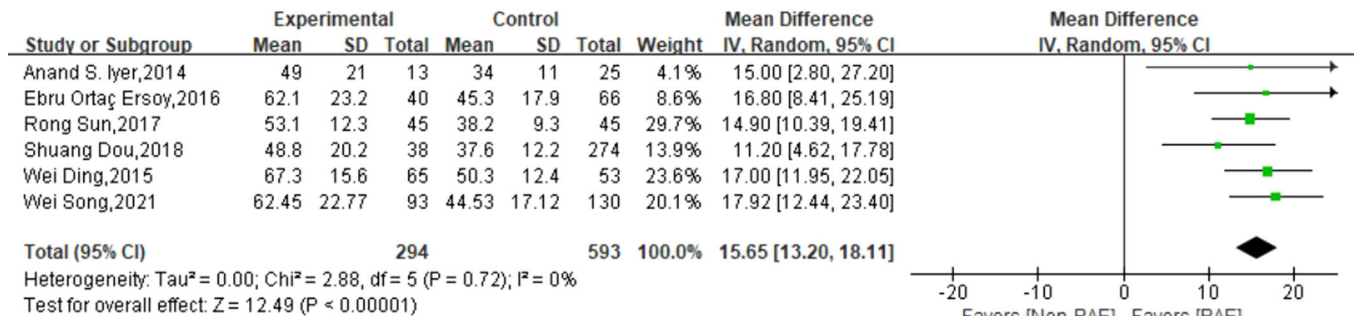 Experimental Control Mean Difference Mean Difference
Study or Subgroup Mean SD Total Mean SD Total Weight IV, Random, 95% CI IV, Random, 95% CI
Anand S. Iyer,2014 49 21 13 34 11 25 4.1% 15.00 [2.80, 27.20]
Ebru Ortaç Ersoy,2016 62.1 23.2 40 45.3 17.9 66 8.6% 16.80 [8.41, 25.19]
Rong Sun,2017 53.1 12.3 45 38.2 9.3 45 29.7% 14.90 [10.39, 19.41]
Shuang Dou,2018 48.8 20.2 38 37.6 12.2 274 13.9% 11.20 [4.62, 17.78]
Wei Ding,2015 67.3 15.6 65 50.3 12.4 53 23.6% 17.00 [11.95, 22.05]
Wei Song,2021 62.45 22.77 93 44.53 17.12 130 20.1% 17.92 [12.44, 23.40]
Total (95% CI) 294 593 100.0% 15.65 [13.20, 18.11]
Heterogeneity: Tau² = 0.00; Chi² = 2.88, df = 5 (P = 0.72); I² = 0%
Test for overall effect: Z = 12.49 (P < 0.00001)
-20 -10 0 10 20
Favors [Non-PAE] Favors [PAE]